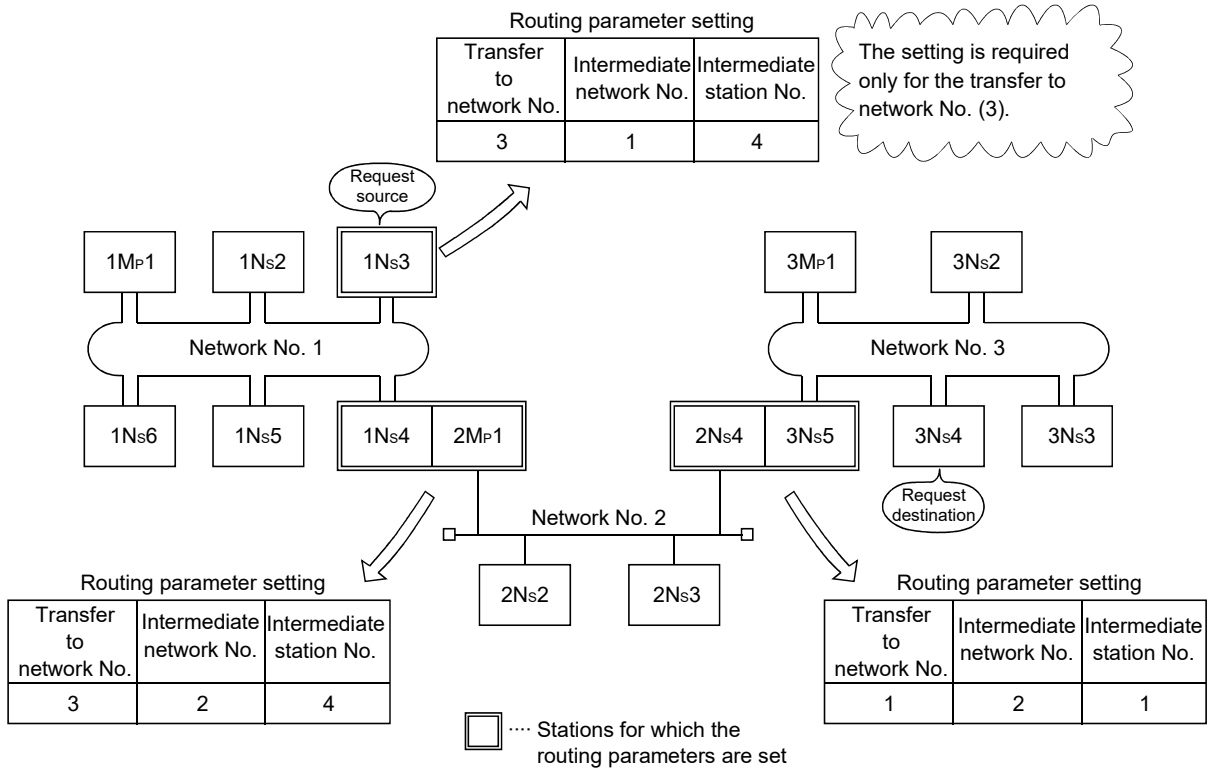 Routing parameter setting
Transfer
to
network No.
Intermediate
network No.
Intermediate
station No.
3
1
4
The setting is required
only for the transfer to
network No. (3).
Request
source
1MP1
1NS2
1NS3
3MP1
3NS2
Network No. 1
Network No. 3
1NS6
1NS5
1NS4
2MP1
2NS4
3NS5
3NS4
3NS3
Request
destination
Network No. 2
2NS2
2NS3
Routing parameter setting
Transfer
to
network No.
Intermediate
network No.
Intermediate
station No.
3
2
4
Routing parameter setting
Transfer
to
network No.
Intermediate
network No.
Intermediate
station No.
1
2
1
···· Stations for which the
routing parameters are set